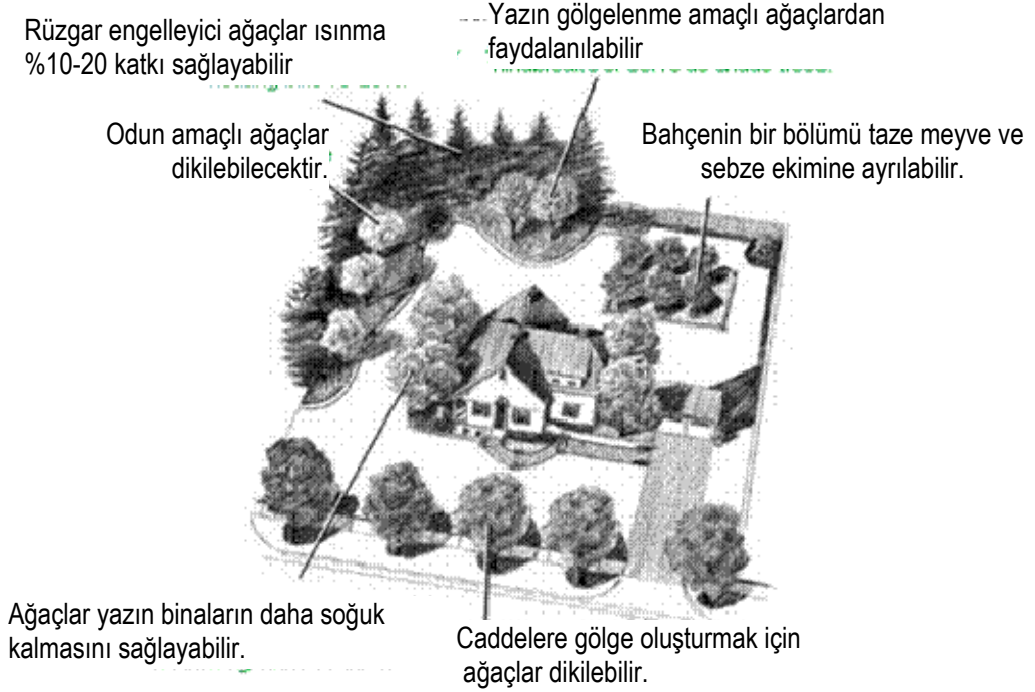 Rüzgar engelleyici ağaçlar ısınma
%10-20 katkı sağlayabilir
Yazın gölgelenme amaçlı ağaçlardan
faydalanılabilir
Odun amaçlı ağaçlar
dikilebilecektir.
Bahçenin bir bölümü taze meyve ve
sebze ekimine ayrılabilir.
Ağaçlar yazın binaların daha soğuk
kalmasını sağlayabilir.
Caddelere gölge oluşturmak için
ağaçlar dikilebilir.